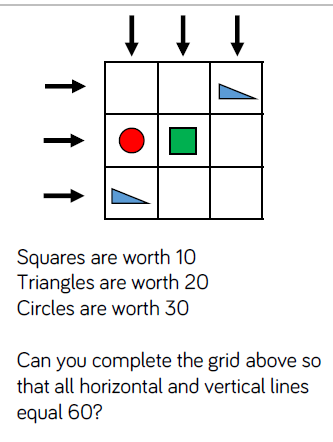 Squares are worth 10
Triangles are worth 20
Circles are worth 30
Can you complete the grid above so
that all horizontal and vertical lines
equal 60?